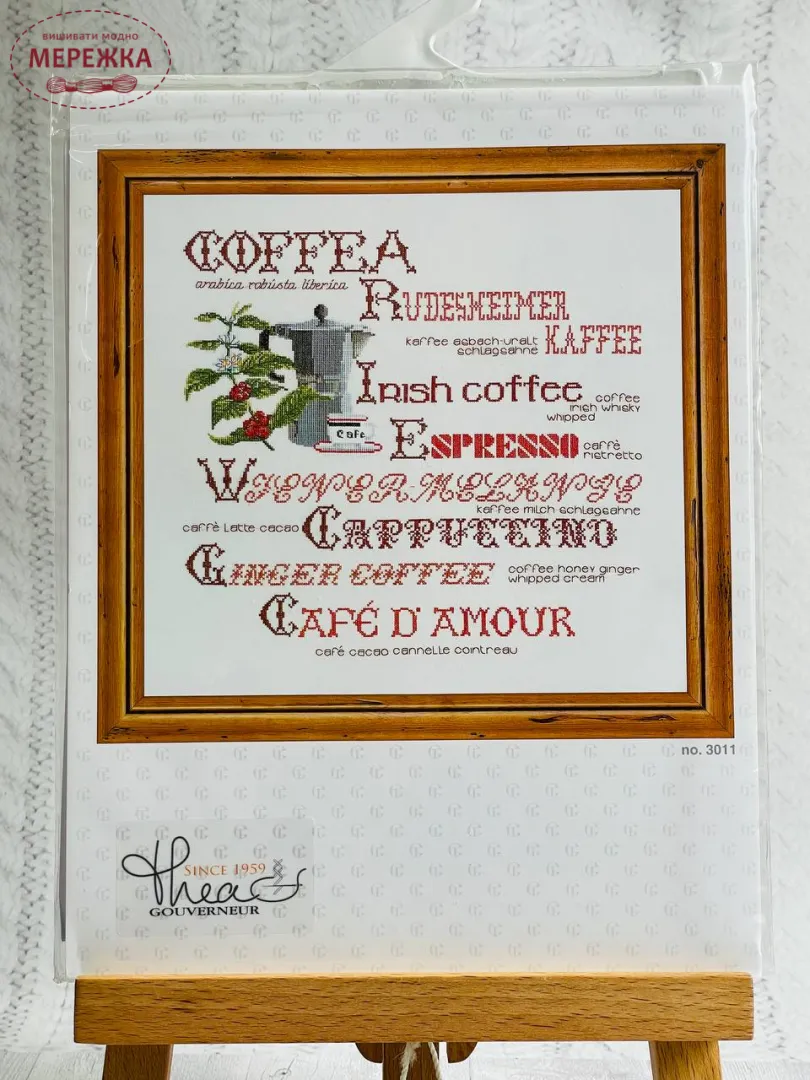 вишивати модно
МЕРЕЖКА
COFFEA
arabica robusta liberica
RUDESHEIMER
KAFFEE
kaffee asbach-uralt
schlagsahne
Irish coffee
coffee
irish whisky
whipped
Café
ESPRESSO
caffè
ristretto
WIENER MELANGE
kaffee milch schlagsahne
caffè latte cacao
CAPPUCCINO
GINGER COFFEE
coffee honey ginger
whipped cream
CAFÉ D'AMOUR
café cacao cannelle cointreau
no. 3011
SINCE 1959
thea
GOUVERNEUR